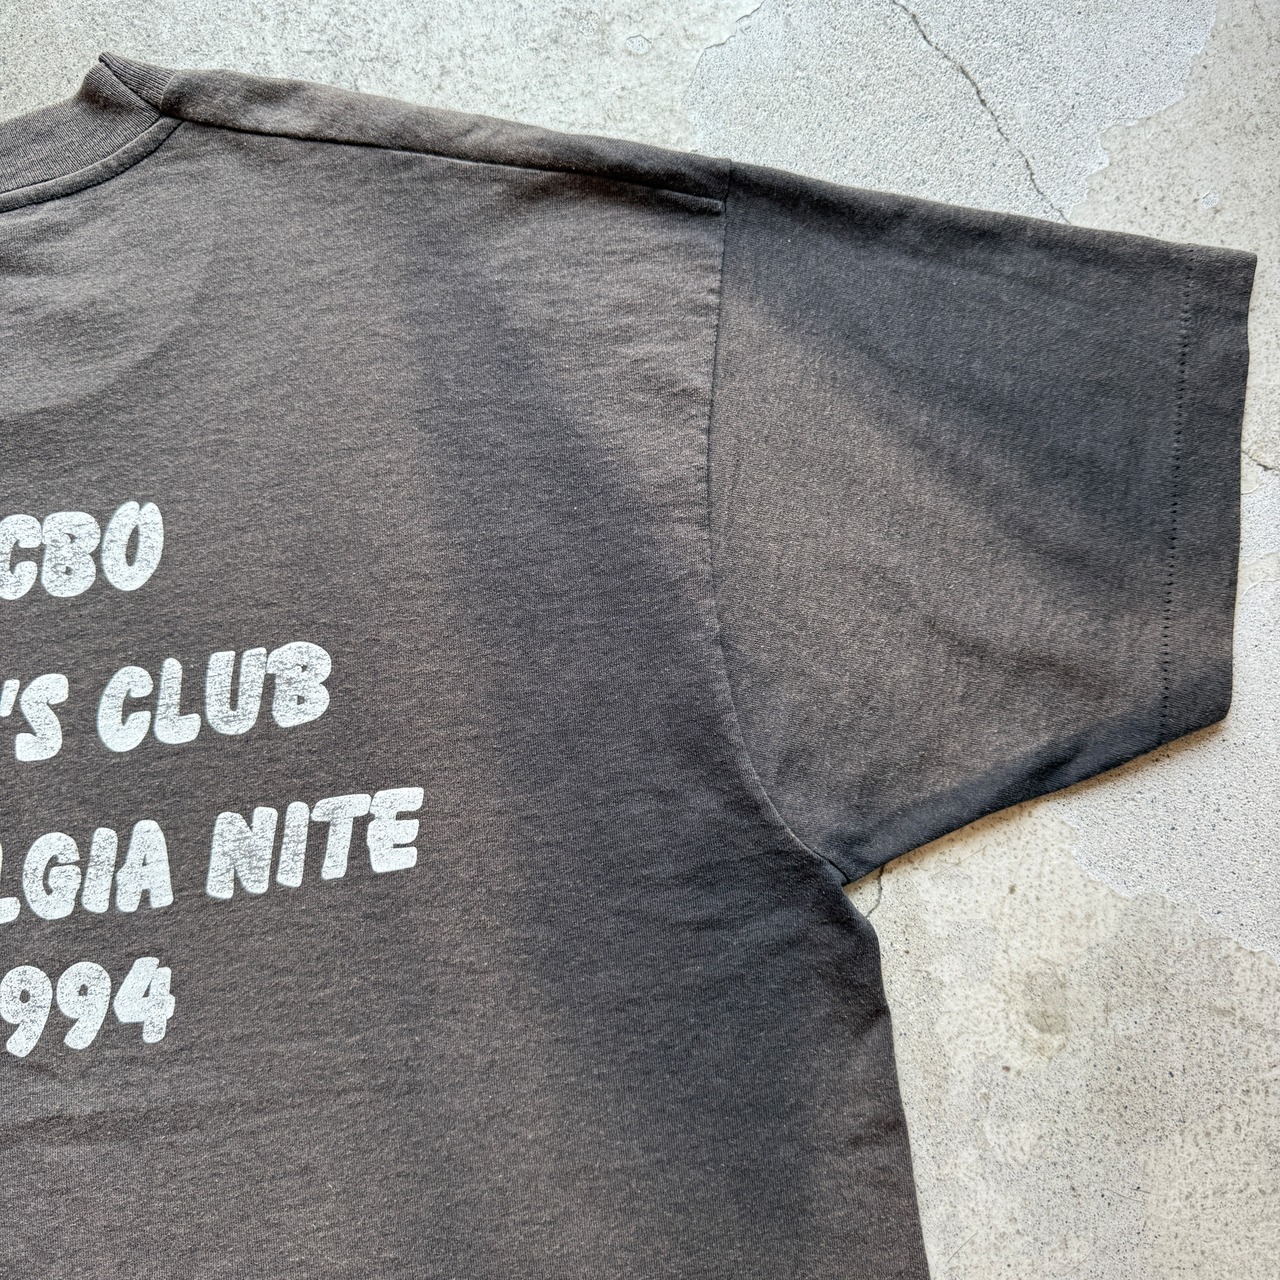 CBO
'S CLUB
LGIA NITE
994